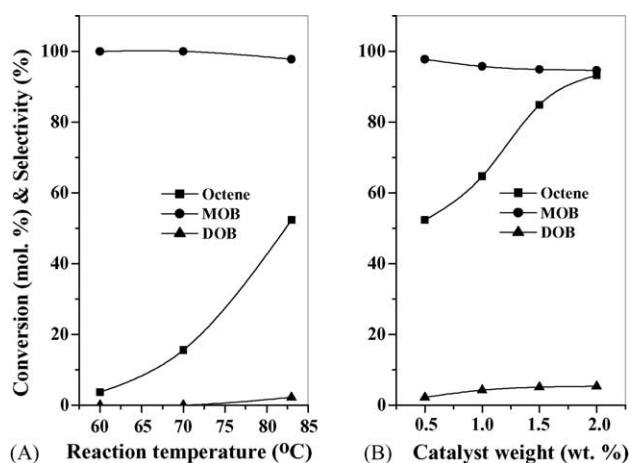 Conversion (mol. %) & Selectivity (%)
100
80
60
40
20
0
Octene
MOB
DOB
60 65 70 75 80 85
(A) Reaction temperature (ºC)
100
80
60
40
20
0
Octene
MOB
DOB
0.5 1.0 1.5 2.0
(B) Catalyst weight (wt. %)